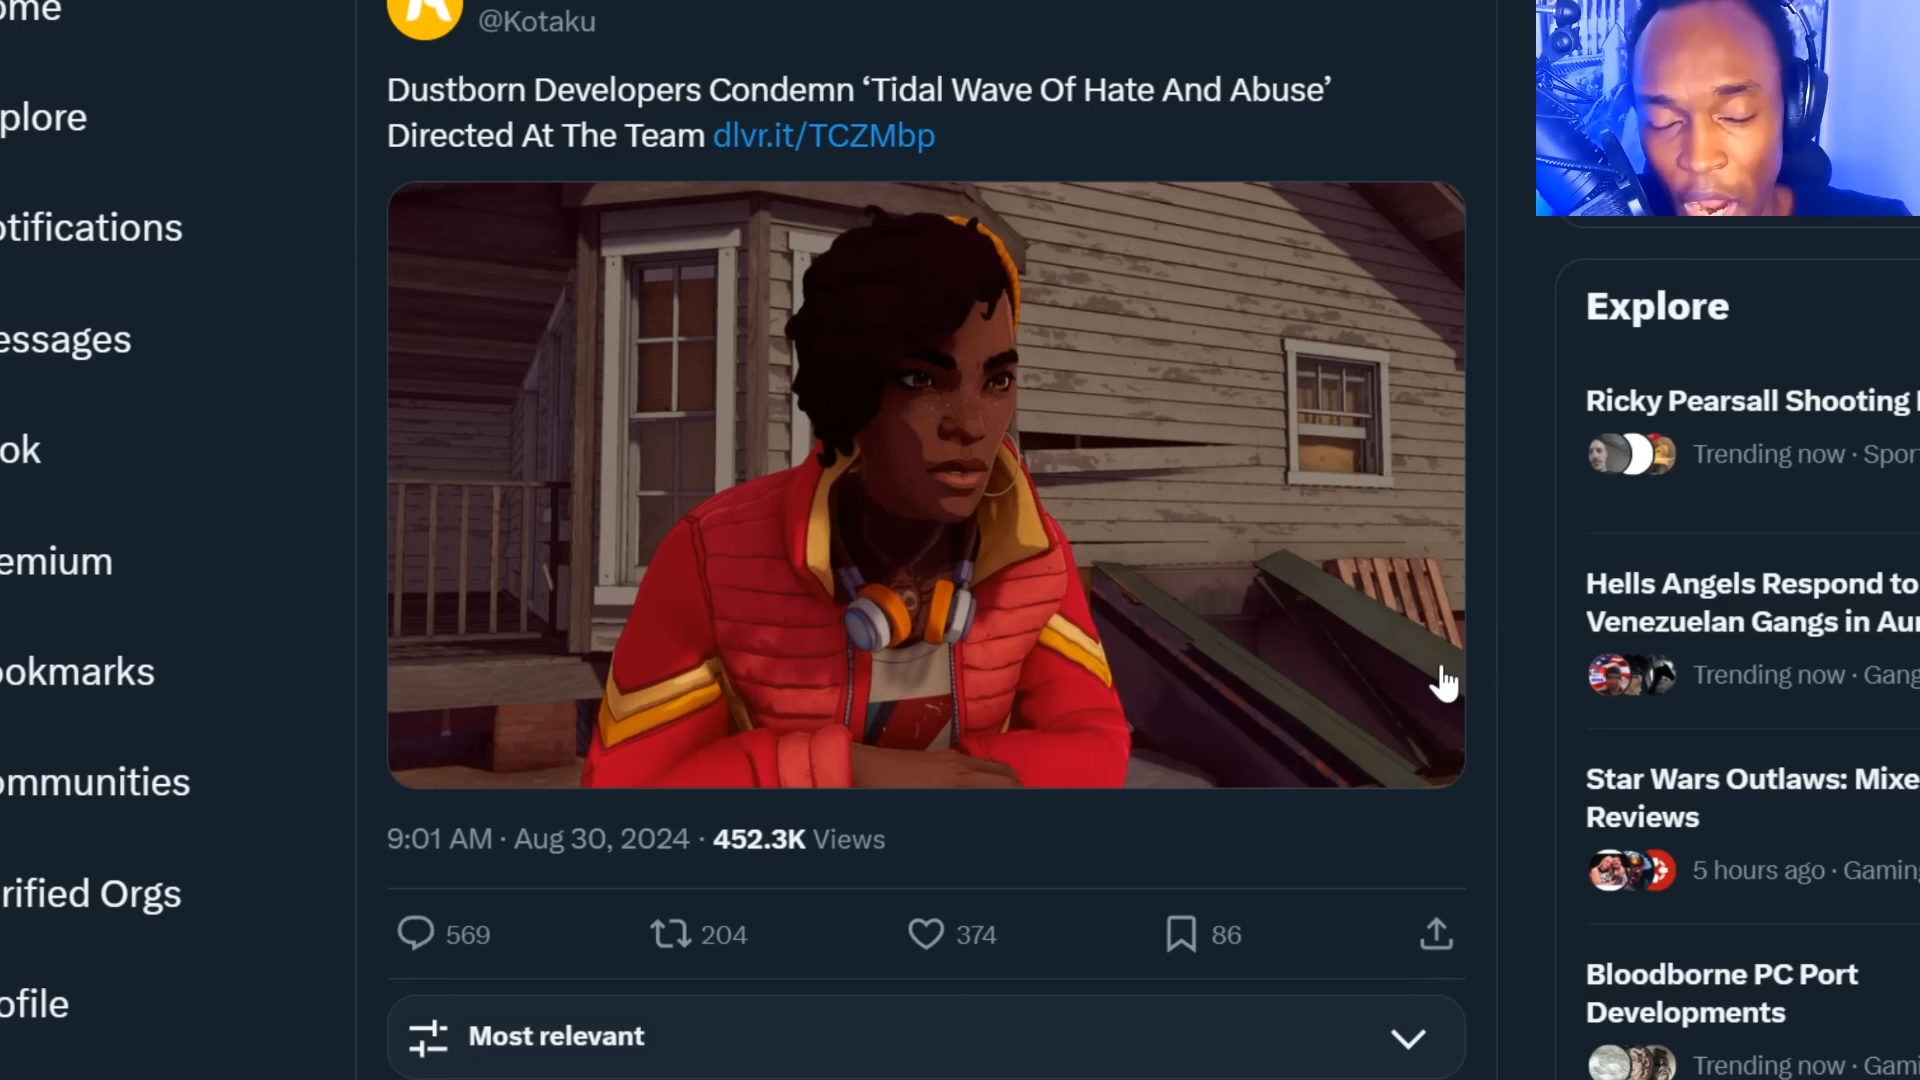 ome
plore
otifications
essages
ok
emium
ookmarks
ommunities
rified Orgs
ofile
@Kotaku
Dustborn Developers Condemn ‘Tidal Wave Of Hate And Abuse’
Directed At The Team dlvr.it/TCZMbp
9:01 AM · Aug 30, 2024 · 452.3K Views
569 204 374 86
Most relevant
Explore
Ricky Pearsall Shooting
Trending now · Spor
Hells Angels Respond to
Venezuelan Gangs in Au
Trending now · Gang
Star Wars Outlaws: Mixe
Reviews
5 hours ago · Gaming
Bloodborne PC Port
Developments
Trending now · Gami